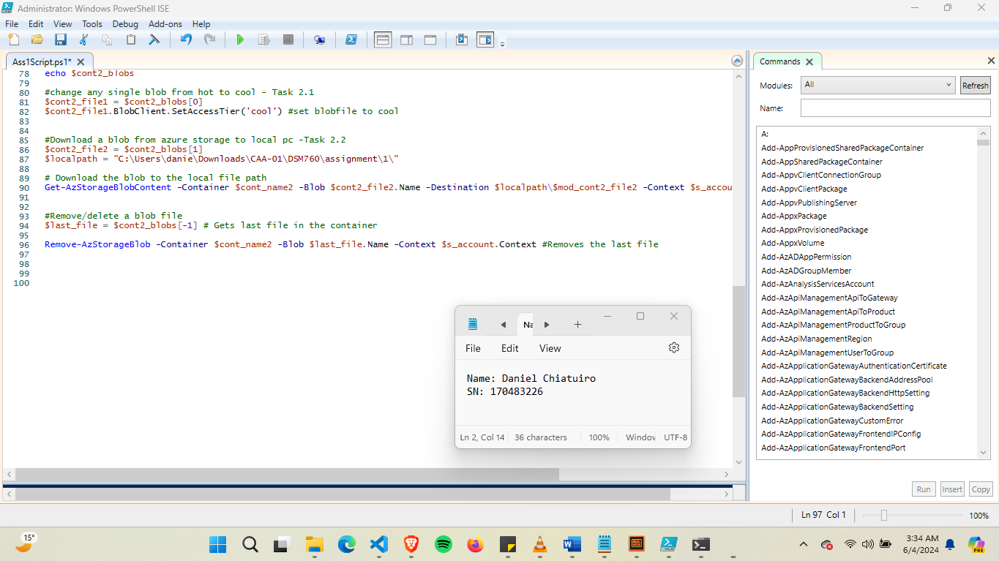 Administrator: Windows PowerShell ISE
File Edit View Tools Debug Add-ons Help
Ass1Script.ps1*
78 echo $cont2_blobs
79
80 #change any single blob from hot to cool - Task 2.1
81 $cont2_file1 = $cont2_blobs[0]
82 $cont2_file1.BlobClient.SetAccessTier('cool') #set blobfile to cool
83
84
85 #Download a blob from azure storage to local pc -Task 2.2
86 $cont2_file2 = $cont2_blobs[1]
87 $localpath = "C:\Users\danie\Downloads\CAA-01\DSM760\assignment\1\"
88
89 # Download the blob to the local file path
90 Get-AzStorageBlobContent -Container $cont_name2 -Blob $cont2_file2.Name -Destination $localpath\$mod_cont2_file2 -Context $s_accou
91
92
93 #Remove/delete a blob file
94 $last_file = $cont2_blobs[-1] # Gets last file in the container
95
96 Remove-AzStorageBlob -Container $cont_name2 -Blob $last_file.Name -Context $s_account.Context #Removes the last file
97
98
99
100
Na
File Edit View
Name: Daniel Chiatuiro
SN: 170483226
Ln 2, Col 14 36 characters 100% Window UTF-8
Commands
Modules: All Refresh
Name:
A:
Add-AppProvisionedSharedPackageContainer
Add-AppSharedPackageContainer
Add-AppvClientConnectionGroup
Add-AppvClientPackage
Add-AppvPublishingServer
Add-AppxPackage
Add-AppxProvisionedPackage
Add-AppxVolume
Add-AzADAppPermission
Add-AzADGroupMember
Add-AzAnalysisServicesAccount
Add-AzApiManagementApiToGateway
Add-AzApiManagementApiToProduct
Add-AzApiManagementProductToGroup
Add-AzApiManagementRegion
Add-AzApiManagementUserToGroup
Add-AzApplicationGatewayAuthenticationCertificate
Add-AzApplicationGatewayBackendAddressPool
Add-AzApplicationGatewayBackendHttpSetting
Add-AzApplicationGatewayBackendSetting
Add-AzApplicationGatewayCustomError
Add-AzApplicationGatewayFrontendIPConfig
Add-AzApplicationGatewayFrontendPort
Run Insert Copy
Ln 97 Col 1 100%
15°
3:34 AM
6/4/2024
PRE